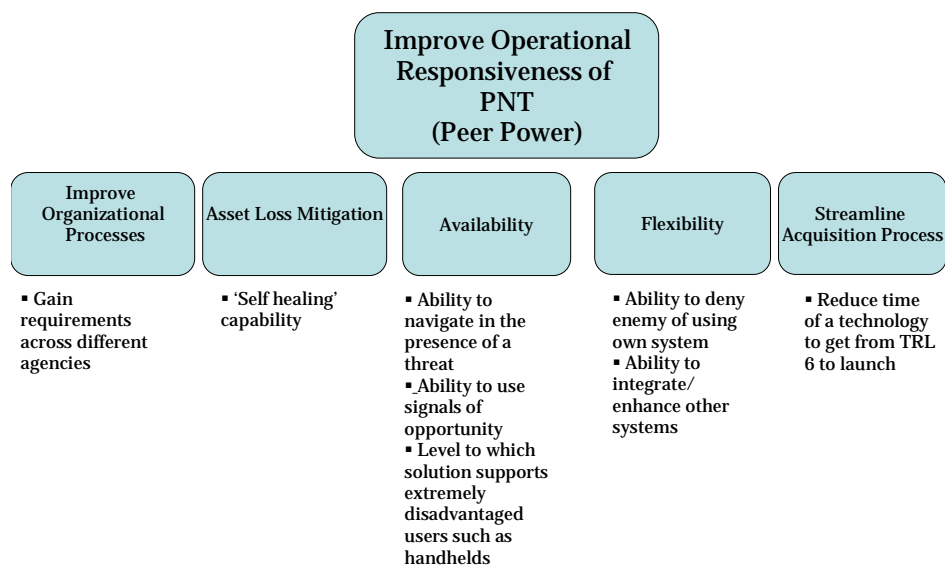 Improve Operational
Responsiveness of
PNT
(Peer Power)
Improve
Organizational
Processes
Asset Loss Mitigation
Availability
Flexibility
Streamline
Acquisition Process
▪ Gain
requirements
across different
agencies
▪ ‘Self healing’
capability
▪ Ability to
navigate in the
presence of a
threat
▪ Ability to use
signals of
opportunity
▪ Level to which
solution supports
extremely
disadvantaged
users such as
handhelds
▪ Ability to deny
enemy of using
own system
▪ Ability to
integrate/
enhance other
systems
▪ Reduce time
of a technology
to get from TRL
6 to launch